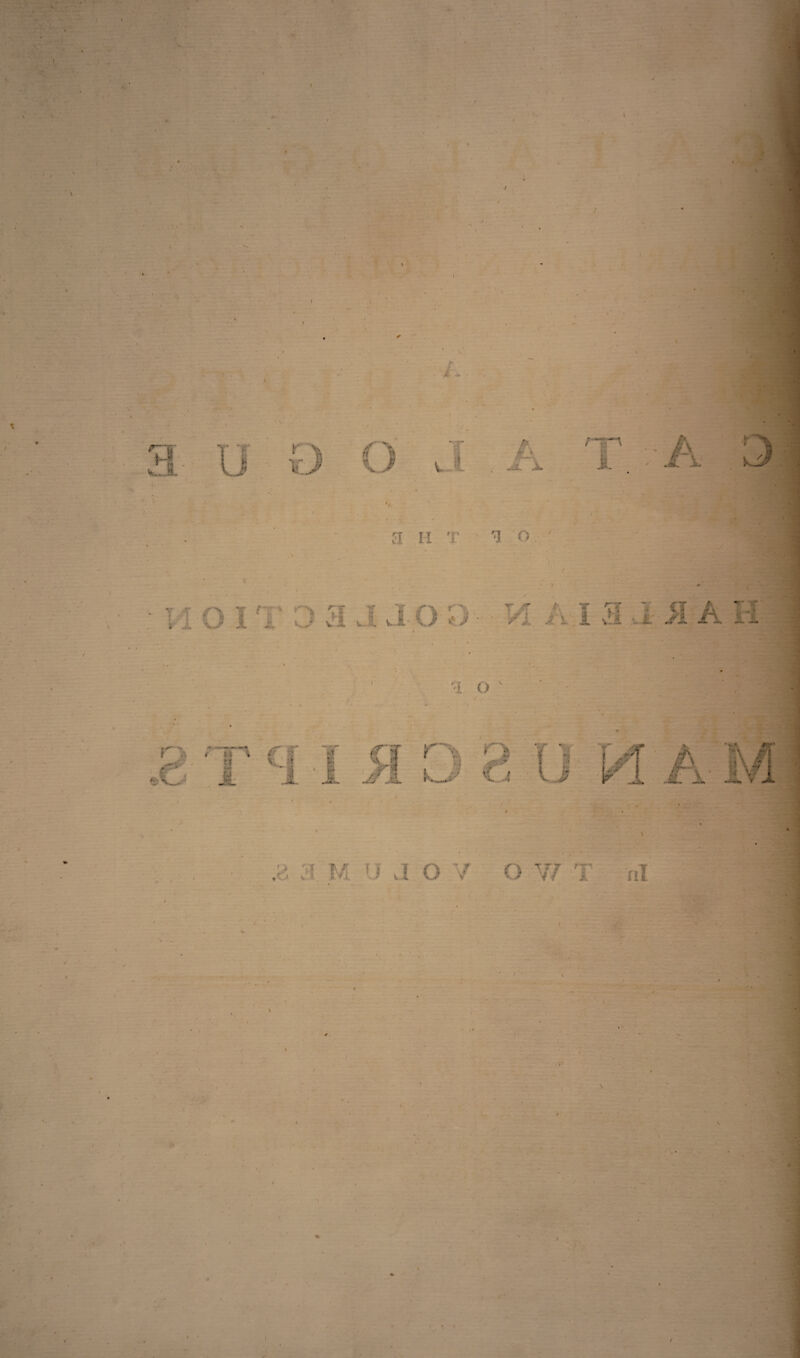 A
CATALOGUE
OF THE
HARLEIAN COLLECTION
OF
MANUSCRIPTS.
In TWO VOLUMES.